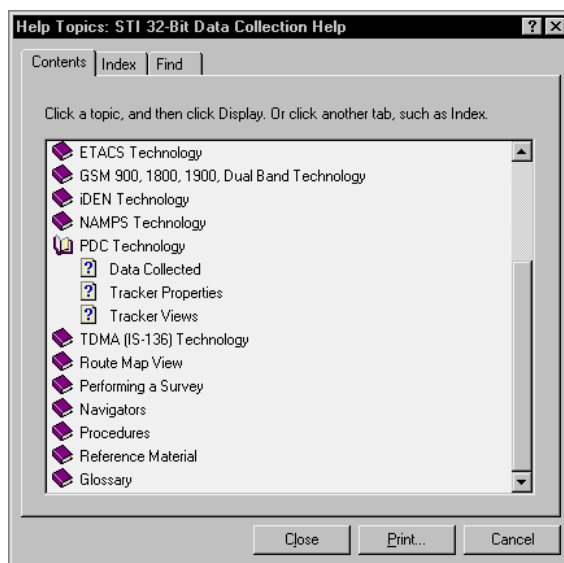 Help Topics: STI 32-Bit Data Collection Help
Contents Index Find
Click a topic, and then click Display. Or click another tab, such as Index.
ETACS Technology
GSM 900, 1800, 1900, Dual Band Technology
iDEN Technology
NAMPS Technology
PDC Technology
Data Collected
Tracker Properties
Tracker Views
TDMA (IS-136) Technology
Route Map View
Performing a Survey
Navigators
Procedures
Reference Material
Glossary
Close Print... Cancel